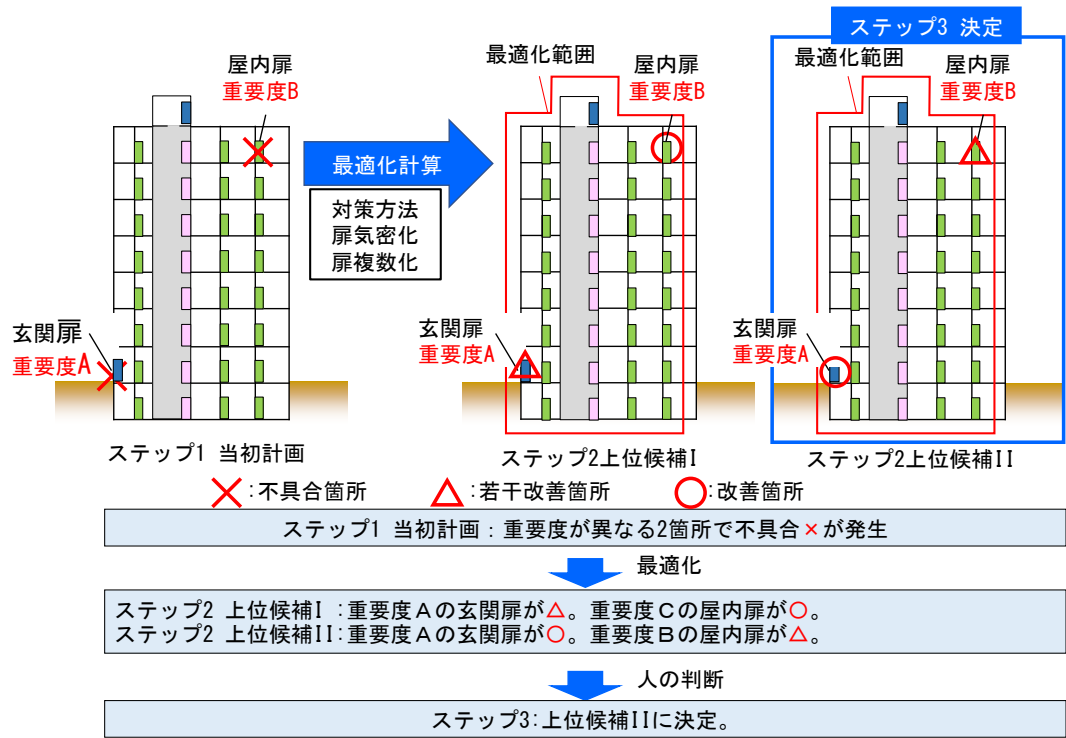 ステップ3 決定
最適化範囲
屋内扉
重要度B
屋内扉
重要度B
最適化範囲
屋内扉
重要度B
最適化計算
対策方法
扉気密化
扉複数化
玄関扉
重要度A
玄関扉
重要度A
玄関扉
重要度A
ステップ1 当初計画
ステップ2上位候補I
ステップ2上位候補II
×:不具合箇所
△:若干改善箇所
○:改善箇所
ステップ1 当初計画：重要度が異なる2箇所で不具合×が発生
最適化
ステップ2 上位候補I：重要度Aの玄関扉が△。重要度Cの屋内扉が○。
ステップ2 上位候補II：重要度Aの玄関扉が○。重要度Bの屋内扉が△。
人の判断
ステップ3:上位候補IIに決定。